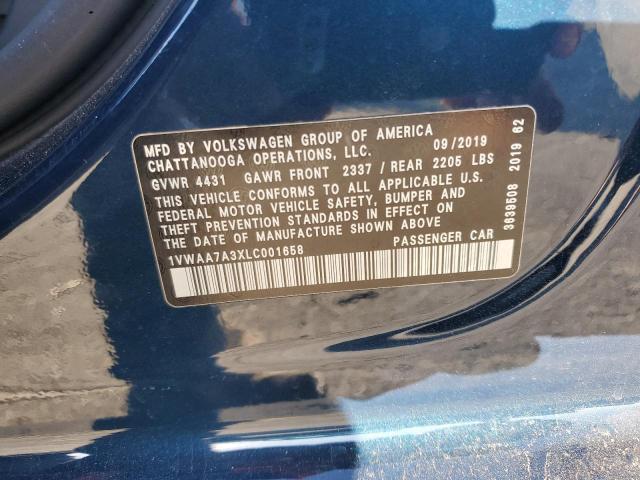 MFD BY VOLKSWAGEN GROUP OF AMERICA
CHATTANOOGA OPERATIONS, LLC. 09/2019
GVWR 4431 GAWR FRONT 2337 / REAR 2205 LBS
THIS VEHICLE CONFORMS TO ALL APPLICABLE U.S.
FEDERAL MOTOR VEHICLE SAFETY, BUMPER AND
THEFT PREVENTION STANDARDS IN EFFECT ON
THE DATE OF MANUFACTURE SHOWN ABOVE
1VWAA7A3XLC001658 PASSENGER CAR
3639508 2019 62